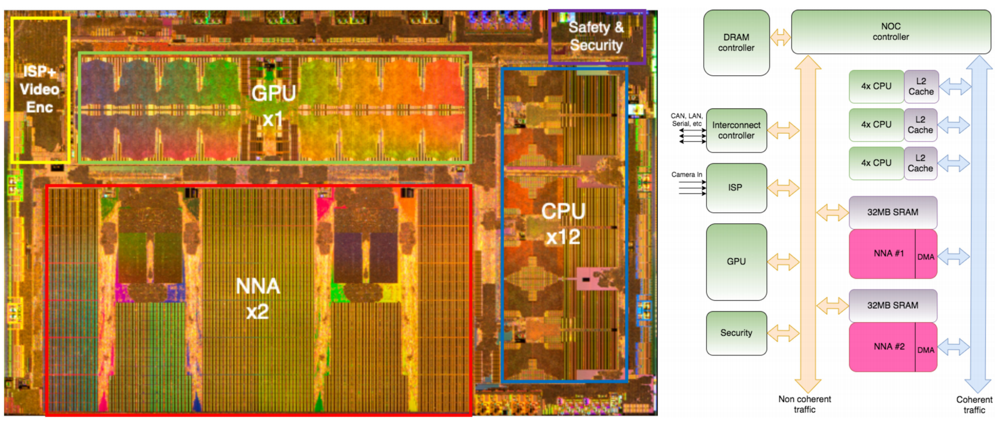 ISP+
Video
Enc
GPU
x1
Safety &
Security
CPU
x12
NNA
x2
DRAM
controller
NOC
controller
4x CPU
L2
Cache
4x CPU
L2
Cache
4x CPU
L2
Cache
CAN, LAN,
Serial, etc
Interconnect
controller
Camera In
ISP
32MB SRAM
NNA #1
DMA
GPU
32MB SRAM
NNA #2
DMA
Security
Non coherent
traffic
Coherent
traffic